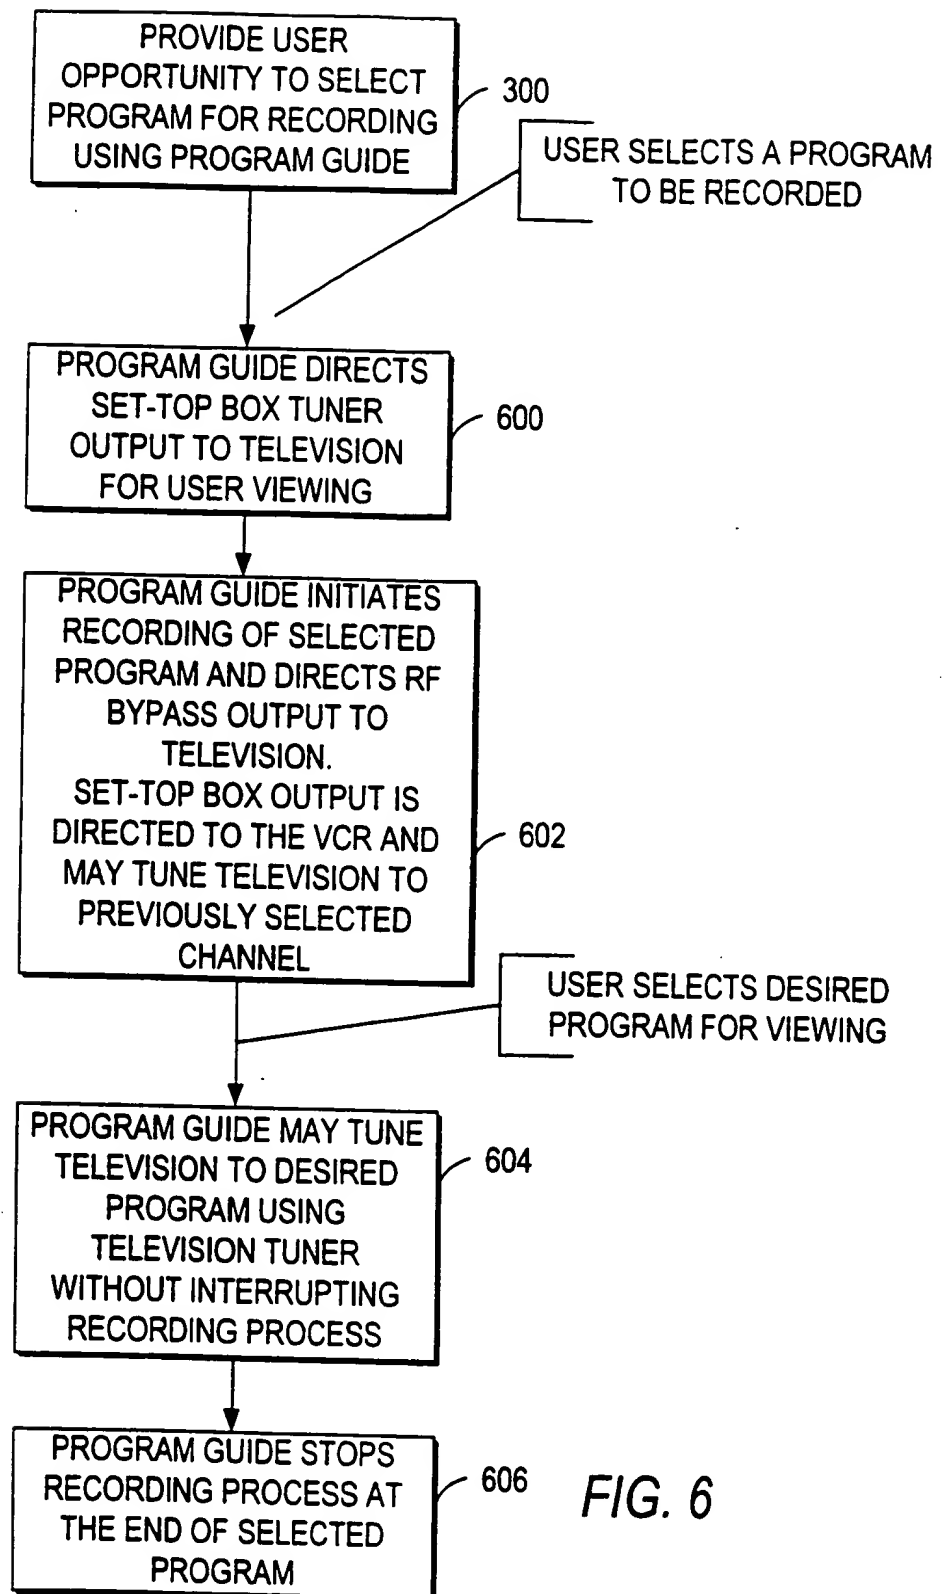 PROVIDE USER
OPPORTUNITY TO SELECT
PROGRAM FOR RECORDING
USING PROGRAM GUIDE
300
USER SELECTS A PROGRAM
TO BE RECORDED
PROGRAM GUIDE DIRECTS
SET-TOP BOX TUNER
OUTPUT TO TELEVISION
FOR USER VIEWING
600
PROGRAM GUIDE INITIATES
RECORDING OF SELECTED
PROGRAM AND DIRECTS RF
BYPASS OUTPUT TO
TELEVISION.
SET-TOP BOX OUTPUT IS
DIRECTED TO THE VCR AND
MAY TUNE TELEVISION TO
PREVIOUSLY SELECTED
CHANNEL
602
USER SELECTS DESIRED
PROGRAM FOR VIEWING
PROGRAM GUIDE MAY TUNE
TELEVISION TO DESIRED
PROGRAM USING
TELEVISION TUNER
WITHOUT INTERRUPTING
RECORDING PROCESS
604
PROGRAM GUIDE STOPS
RECORDING PROCESS AT
THE END OF SELECTED
PROGRAM
606
FIG. 6